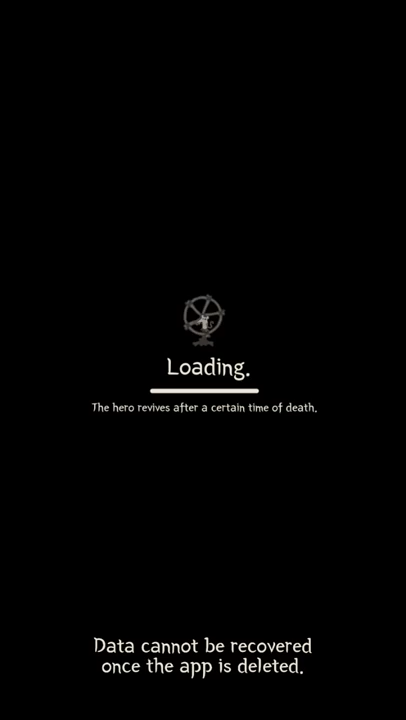 Loading.
The hero revives after a certain time of death.
Data cannot be recovered
once the app is deleted.